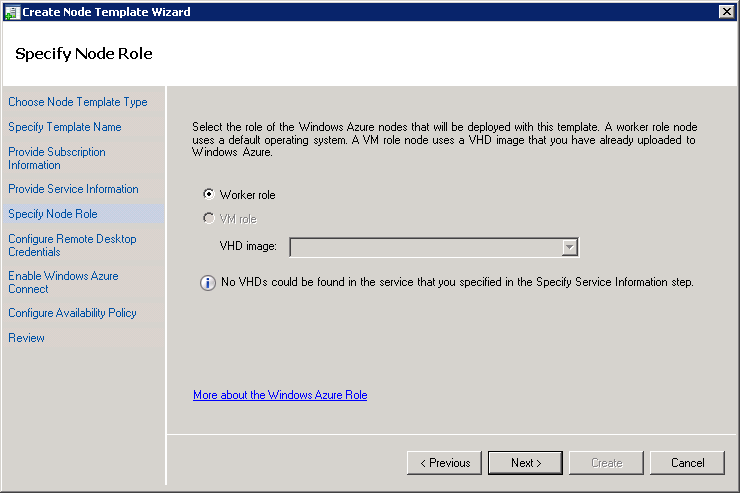 Create Node Template Wizard
Specify Node Role
Choose Node Template Type
Specify Template Name
Provide Subscription
Information
Provide Service Information
Specify Node Role
Configure Remote Desktop
Credentials
Enable Windows Azure
Connect
Configure Availability Policy
Review
Select the role of the Windows Azure nodes that will be deployed with this template. A worker role node
uses a default operating system. A VM role node uses a VHD image that you have already uploaded to
Windows Azure.
Worker role
VM role
VHD image:
No VHDs could be found in the service that you specified in the Specify Service Information step.
More about the Windows Azure Role
< Previous
Next >
Create
Cancel